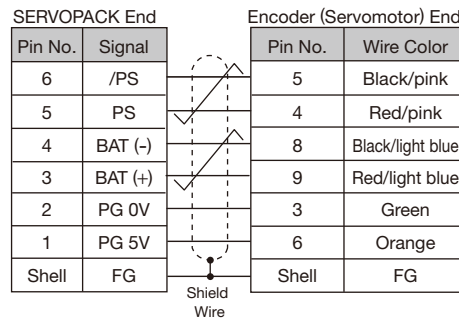 SERVOPACK End Encoder (Servomotor) End
Pin No. Signal Pin No. Wire Color
6 /PS 5 Black/pink
5 PS 4 Red/pink
4 BAT (-) 8 Black/light blue
3 BAT (+) 9 Red/light blue
2 PG 0V 3 Green
1 PG 5V 6 Orange
Shell FG Shell FG
Shield
Wire